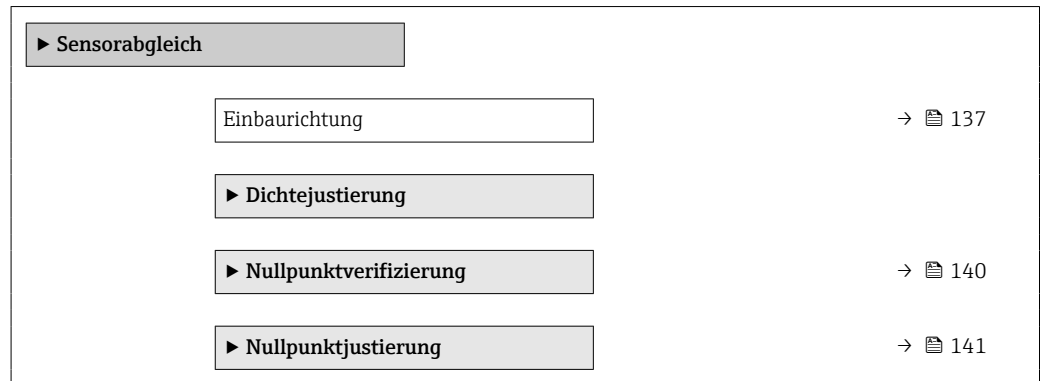 ▶ Sensorabgleich
Einbaurichtung → 137
▶ Dichtejustierung
▶ Nullpunktverifizierung → 140
▶ Nullpunktjustierung → 141